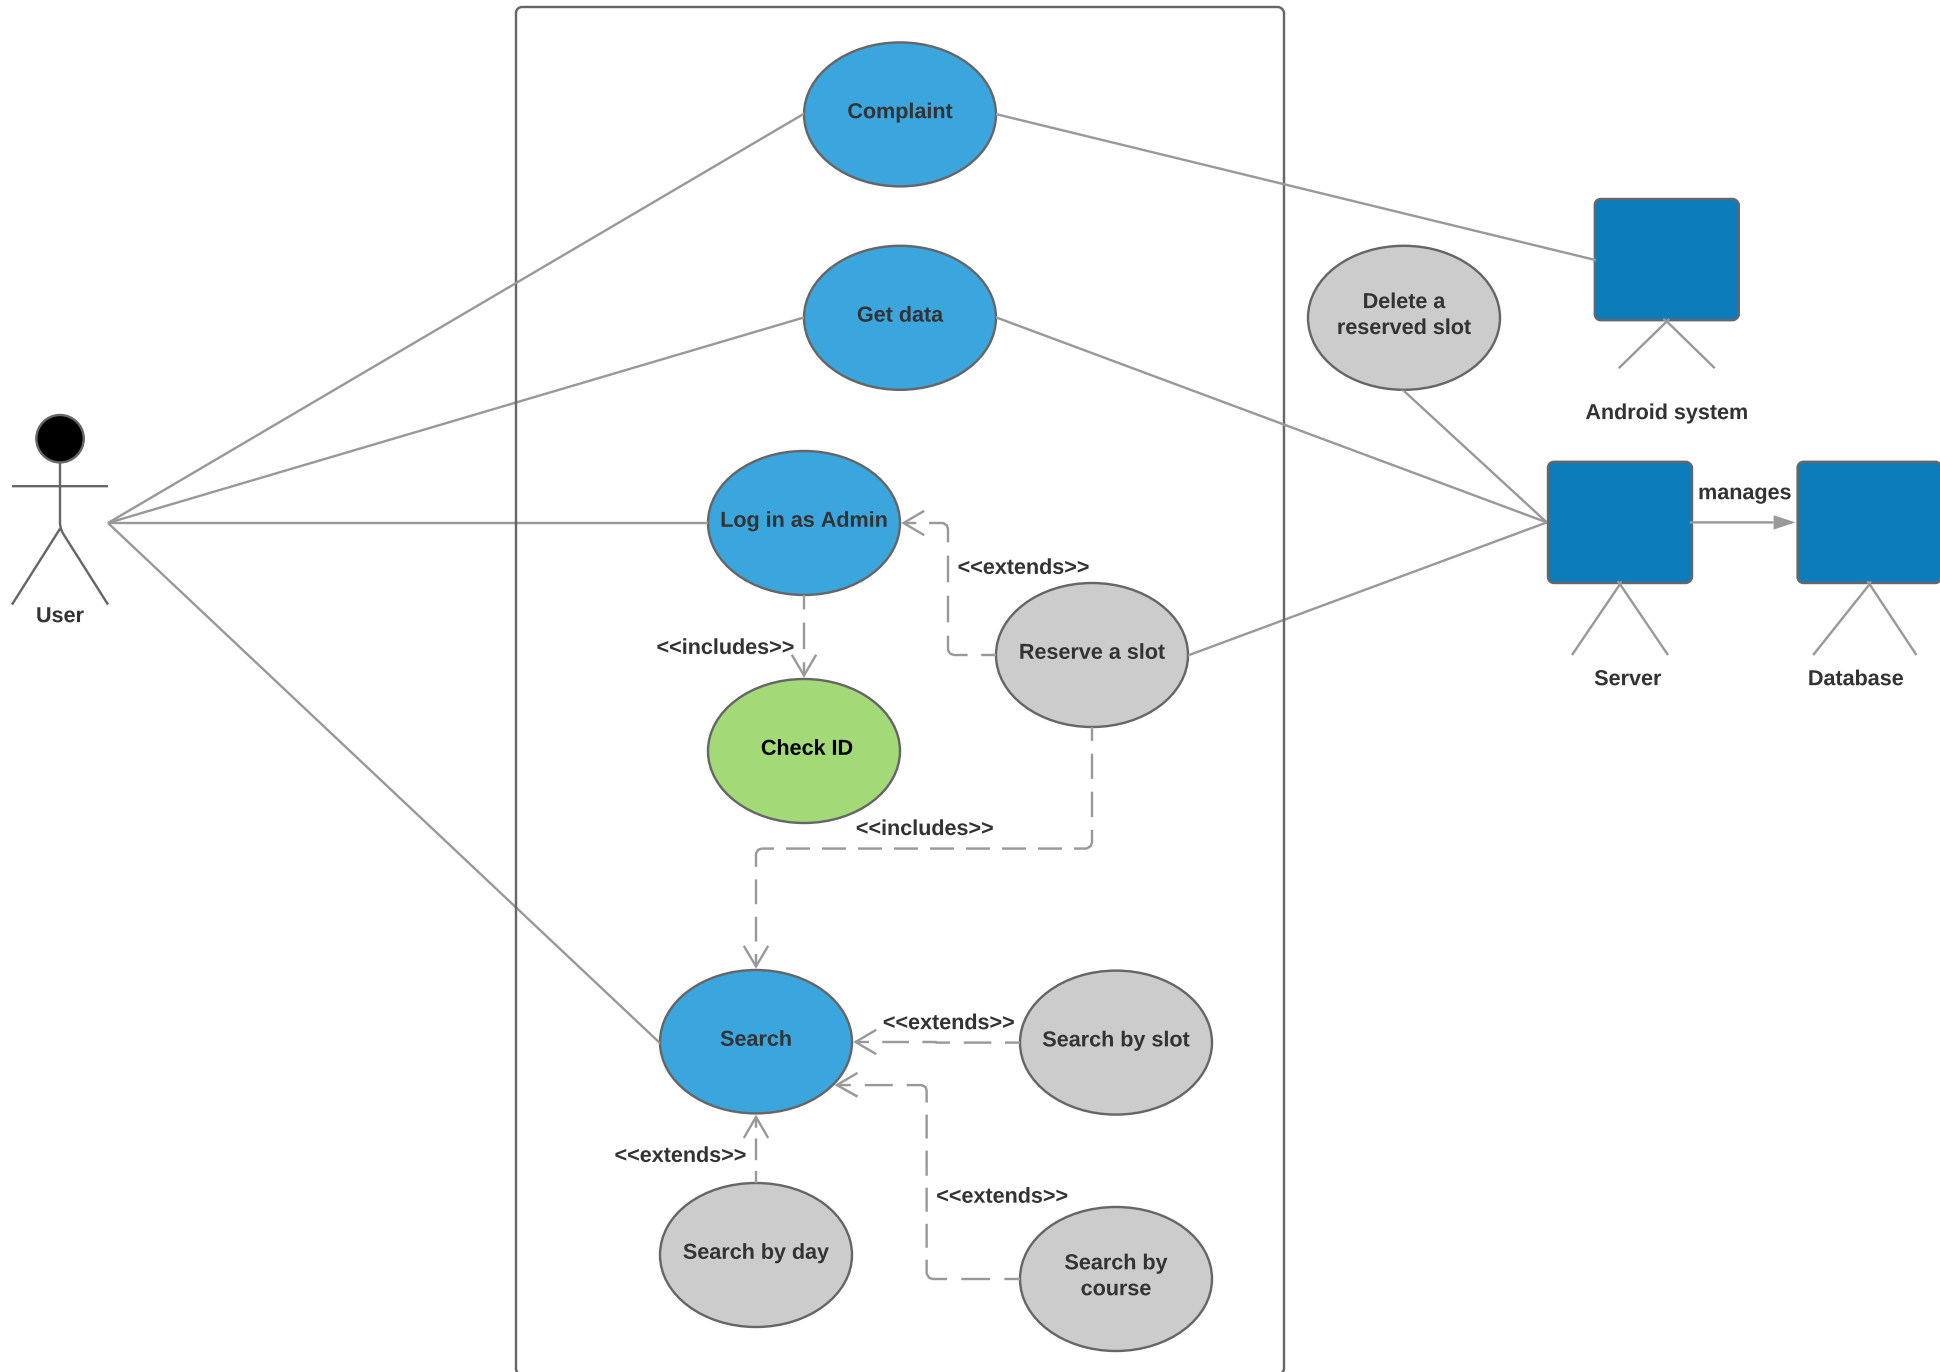 Complaint
Get data
Delete a
reserved slot
Android system
manages
Log in as Admin
<<extends>>
User
<<includes>>
Reserve a slot
Server
Database
Check ID
<<includes>>
<<extends>>
Search
Search by slot
<<extends>>
<<extends>>
Search by day
Search by
course